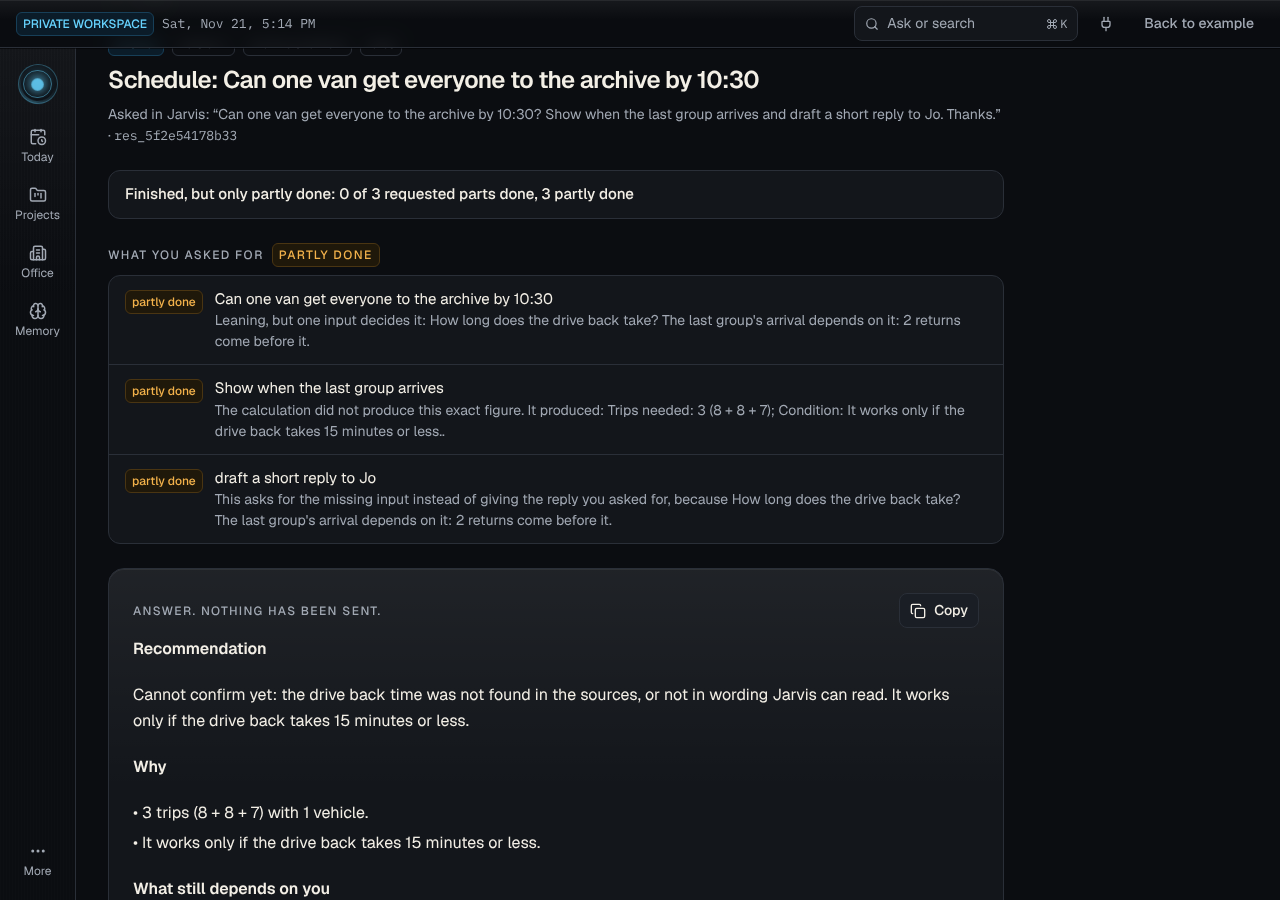 PRIVATE WORKSPACE Sat, Nov 21, 5:14 PM
Ask or search ⌘K
Back to example
Today
Projects
Office
Memory
More
Schedule: Can one van get everyone to the archive by 10:30
Asked in Jarvis: “Can one van get everyone to the archive by 10:30? Show when the last group arrives and draft a short reply to Jo. Thanks.”
· res_5f2e54178b33
Finished, but only partly done: 0 of 3 requested parts done, 3 partly done
WHAT YOU ASKED FOR PARTLY DONE
partly done Can one van get everyone to the archive by 10:30
Leaning, but one input decides it: How long does the drive back take? The last group's arrival depends on it: 2 returns
come before it.
partly done Show when the last group arrives
The calculation did not produce this exact figure. It produced: Trips needed: 3 (8 + 8 + 7); Condition: It works only if the
drive back takes 15 minutes or less..
partly done draft a short reply to Jo
This asks for the missing input instead of giving the reply you asked for, because How long does the drive back take?
The last group's arrival depends on it: 2 returns come before it.
ANSWER. NOTHING HAS BEEN SENT.
Copy
Recommendation
Cannot confirm yet: the drive back time was not found in the sources, or not in wording Jarvis can read. It works
only if the drive back takes 15 minutes or less.
Why
• 3 trips (8 + 8 + 7) with 1 vehicle.
• It works only if the drive back takes 15 minutes or less.
What still depends on you